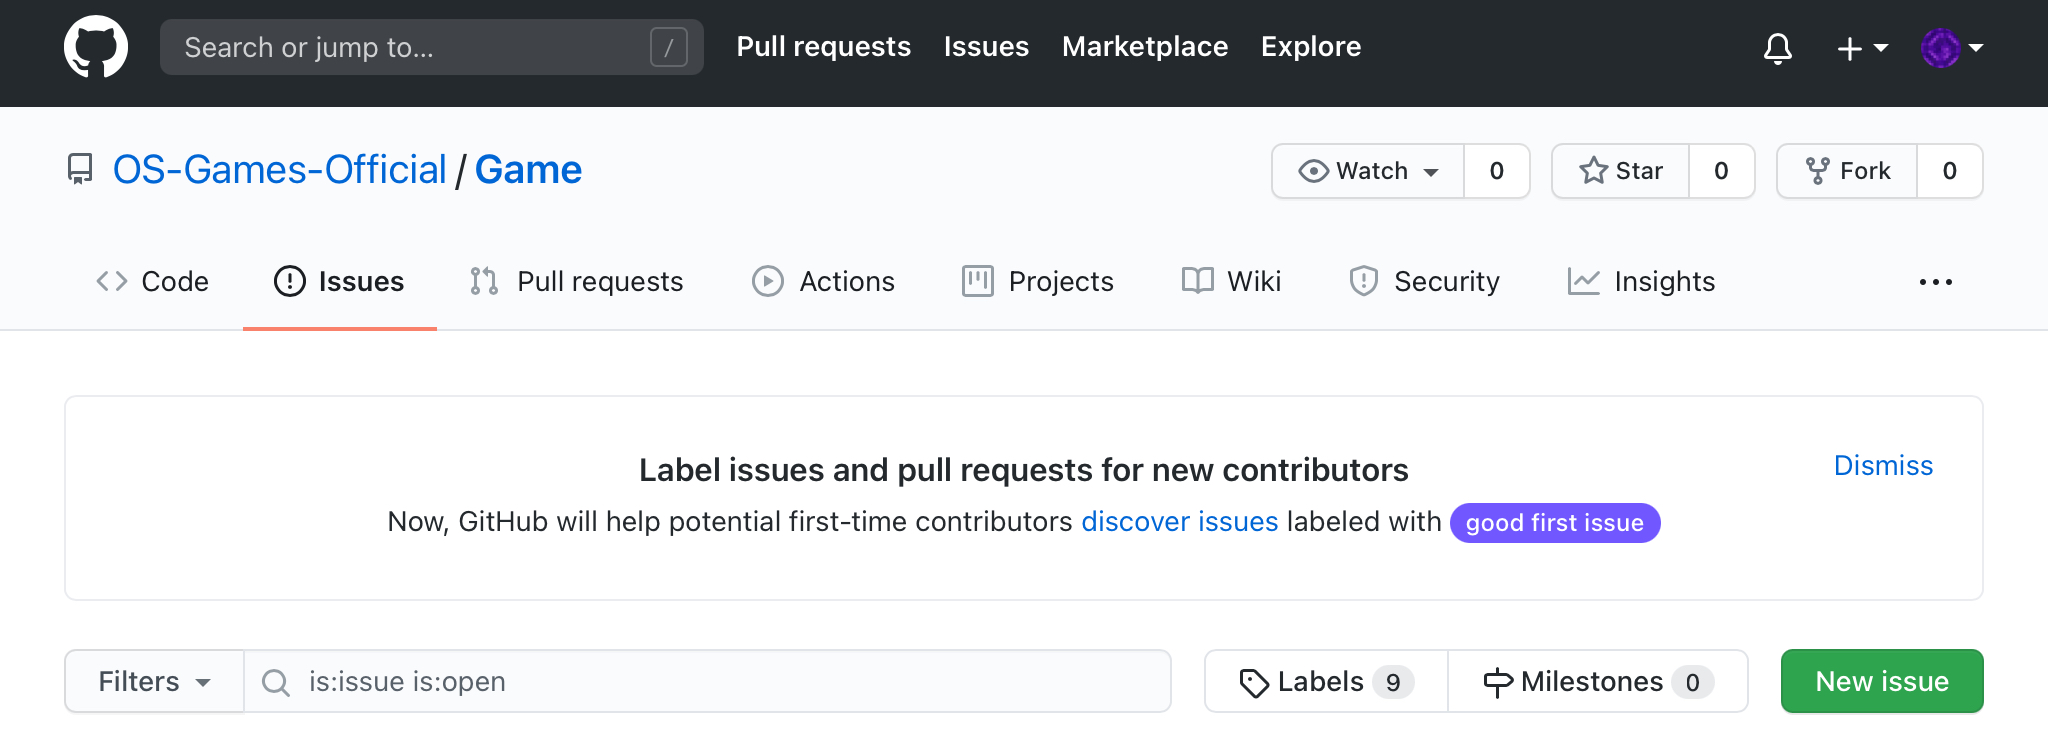 Search or jump to... / Pull requests Issues Marketplace Explore
OS-Games-Official / Game Watch 0 Star 0 Fork 0
Code Issues Pull requests Actions Projects Wiki Security Insights
Label issues and pull requests for new contributors
Dismiss
Now, GitHub will help potential first-time contributors discover issues labeled with good first issue
Filters is:issue is:open Labels 9 Milestones 0 New issue